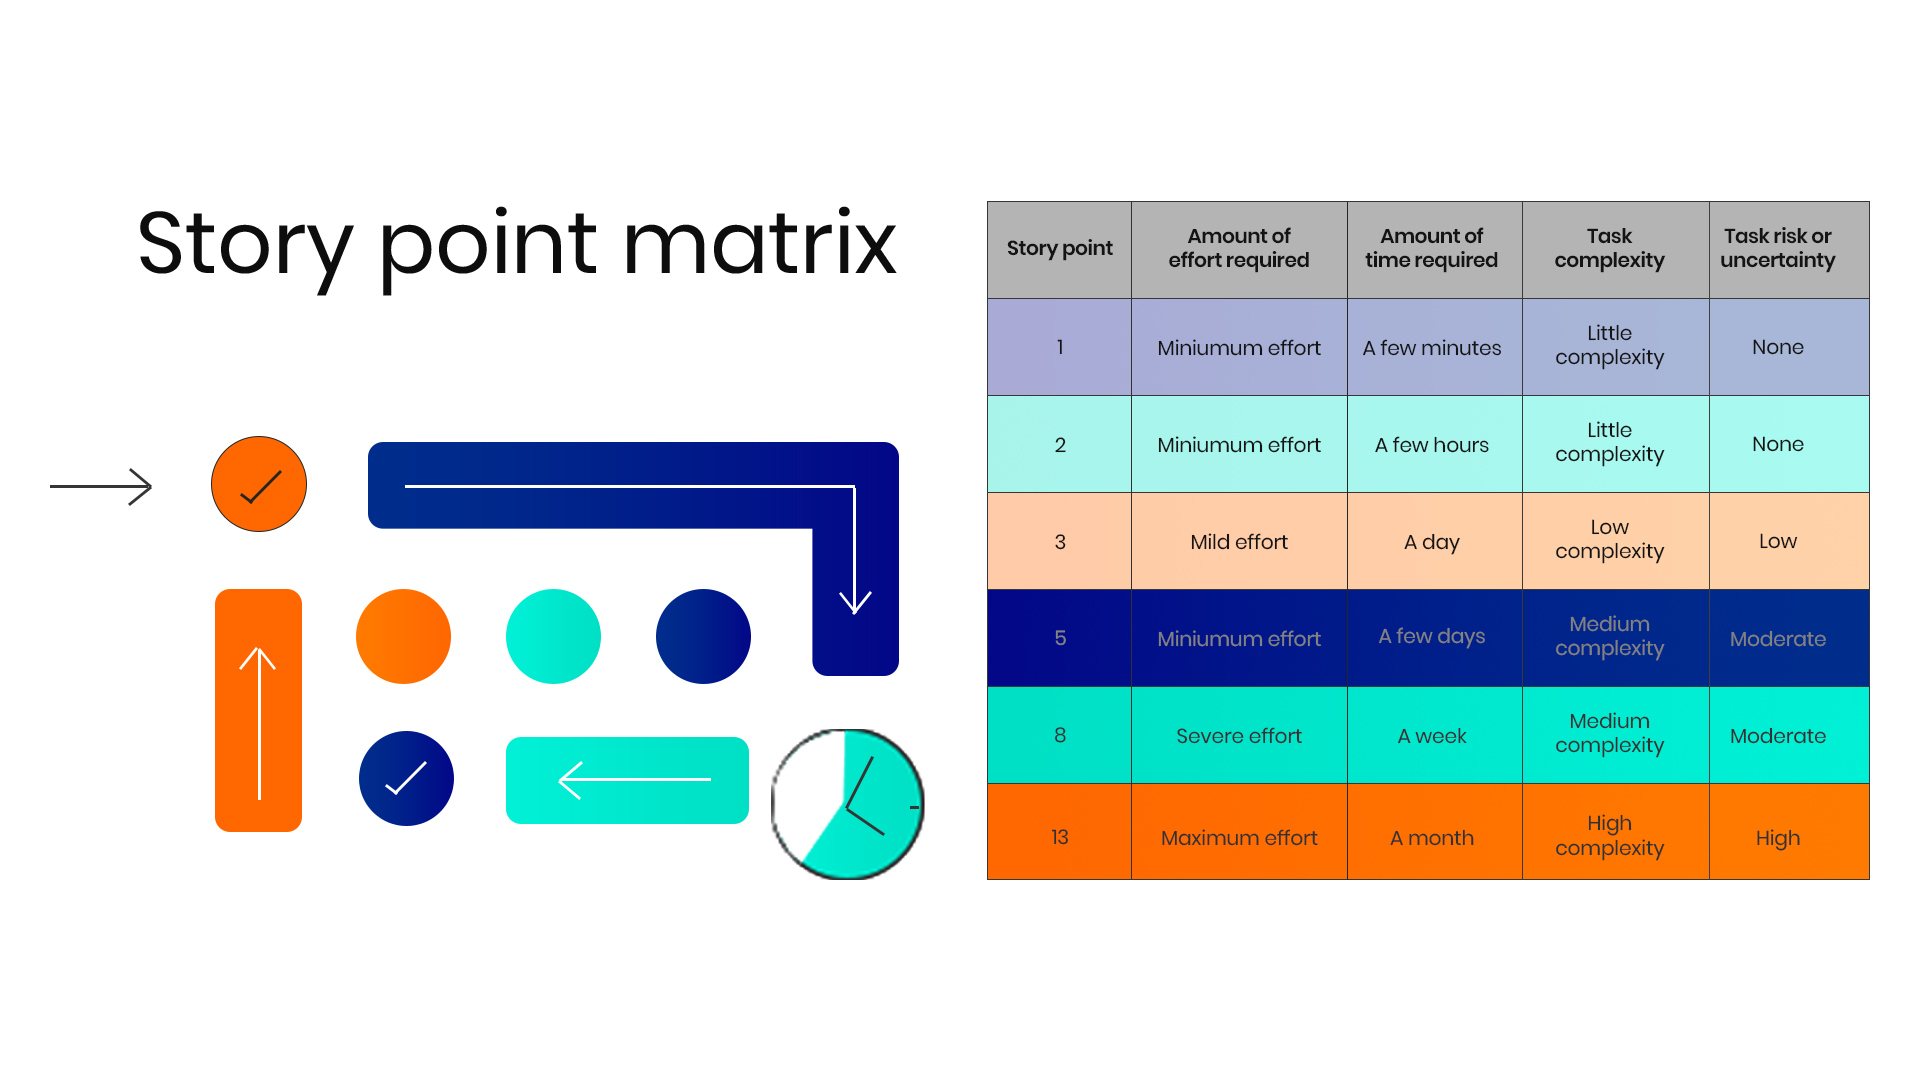 Story point matrix
Story point
Amount of
effort required
Amount of
time required
Task
complexity
Task risk or
uncertainty
1
Miniumum effort
A few minutes
Little
complexity
None
2
Miniumum effort
A few hours
Little
complexity
None
3
Mild effort
A day
Low
complexity
Low
5
Miniumum effort
A few days
Medium
complexity
Moderate
8
Severe effort
A week
Medium
complexity
Moderate
13
Maximum effort
A month
High
complexity
High